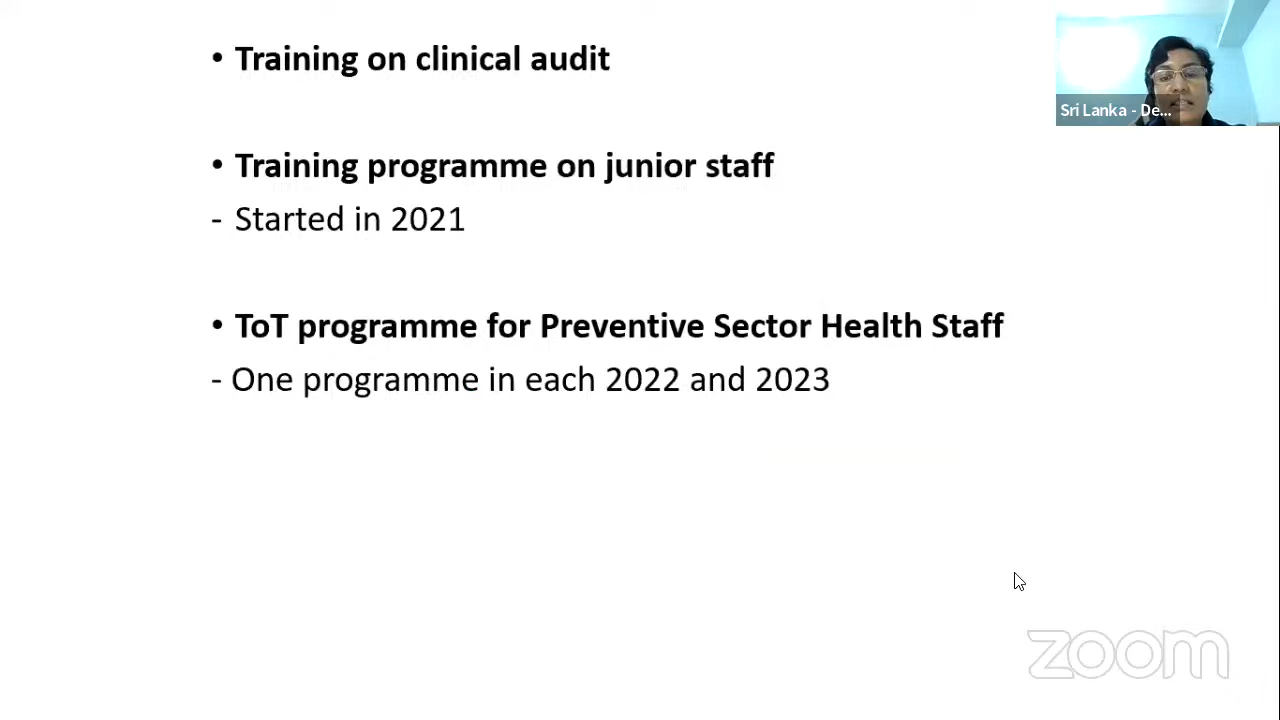 • Training on clinical audit
Sri Lanka - De...
• Training programme on junior staff
- Started in 2021
• ToT programme for Preventive Sector Health Staff
- One programme in each 2022 and 2023
zoom